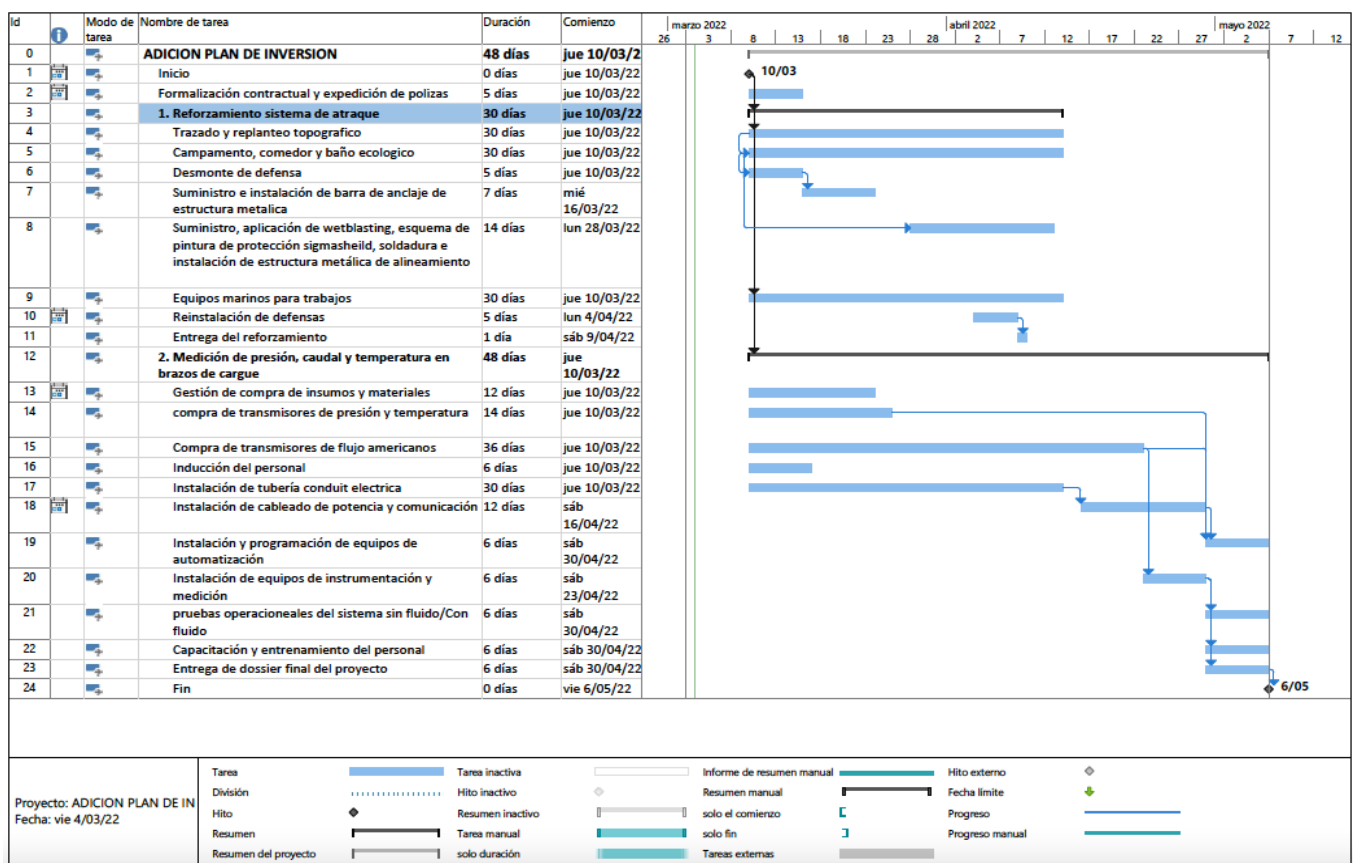 Id Modo de Nombre de tarea Duración Comienzo marzo 2022 abril 2022 mayo 2022
tarea 26 3 8 13 18 23 28 2 7 12 17 22 27 2 7 12
0 ADICION PLAN DE INVERSION 48 días jue 10/03/2
1 Inicio 0 días jue 10/03/22 10/03
2 Formalización contractual y expedición de polizas 5 días jue 10/03/22
3 1. Reforzamiento sistema de atraque 30 días jue 10/03/22
4 Trazado y replanteo topografico 30 días jue 10/03/22
5 Campamento, comedor y baño ecologico 30 días jue 10/03/22
6 Desmonte de defensa 5 días jue 10/03/22
7 Suministro e instalación de barra de anclaje de 7 días mié
estructura metalica 16/03/22
8 Suministro, aplicación de wetblasting, esquema de 14 días lun 28/03/22
pintura de protección sigmasheild, soldadura e
instalación de estructura metálica de alineamiento
9 Equipos marinos para trabajos 30 días jue 10/03/22
10 Reinstalación de defensas 5 días lun 4/04/22
11 Entrega del reforzamiento 1 día sáb 9/04/22
12 2. Medición de presión, caudal y temperatura en 48 días jue
brazos de cargue 10/03/22
13 Gestión de compra de insumos y materiales 12 días jue 10/03/22
14 compra de transmisores de presión y temperatura 14 días jue 10/03/22
15 Compra de transmisores de flujo americanos 36 días jue 10/03/22
16 Inducción del personal 6 días jue 10/03/22
17 Instalación de tubería conduit electrica 30 días jue 10/03/22
18 Instalación de cableado de potencia y comunicación 12 días sáb
16/04/22
19 Instalación y programación de equipos de 6 días sáb
automatización 30/04/22
20 Instalación de equipos de instrumentación y 6 días sáb
medición 23/04/22
21 pruebas operacioneales del sistema sin fluido/Con 6 días sáb
fluido 30/04/22
22 Capacitación y entrenamiento del personal 6 días sáb 30/04/22
23 Entrega de dossier final del proyecto 6 días sáb 30/04/22
24 Fin 0 días vie 6/05/22 6/05
Proyecto: ADICION PLAN DE IN
Fecha: vie 4/03/22
Tarea Tarea inactiva Informe de resumen manual Hito externo
División Hito inactivo Resumen manual Fecha límite
Hito Resumen inactivo solo el comienzo Progreso
Resumen Tarea manual solo fin Progreso manual
Resumen del proyecto solo duración Tareas externas